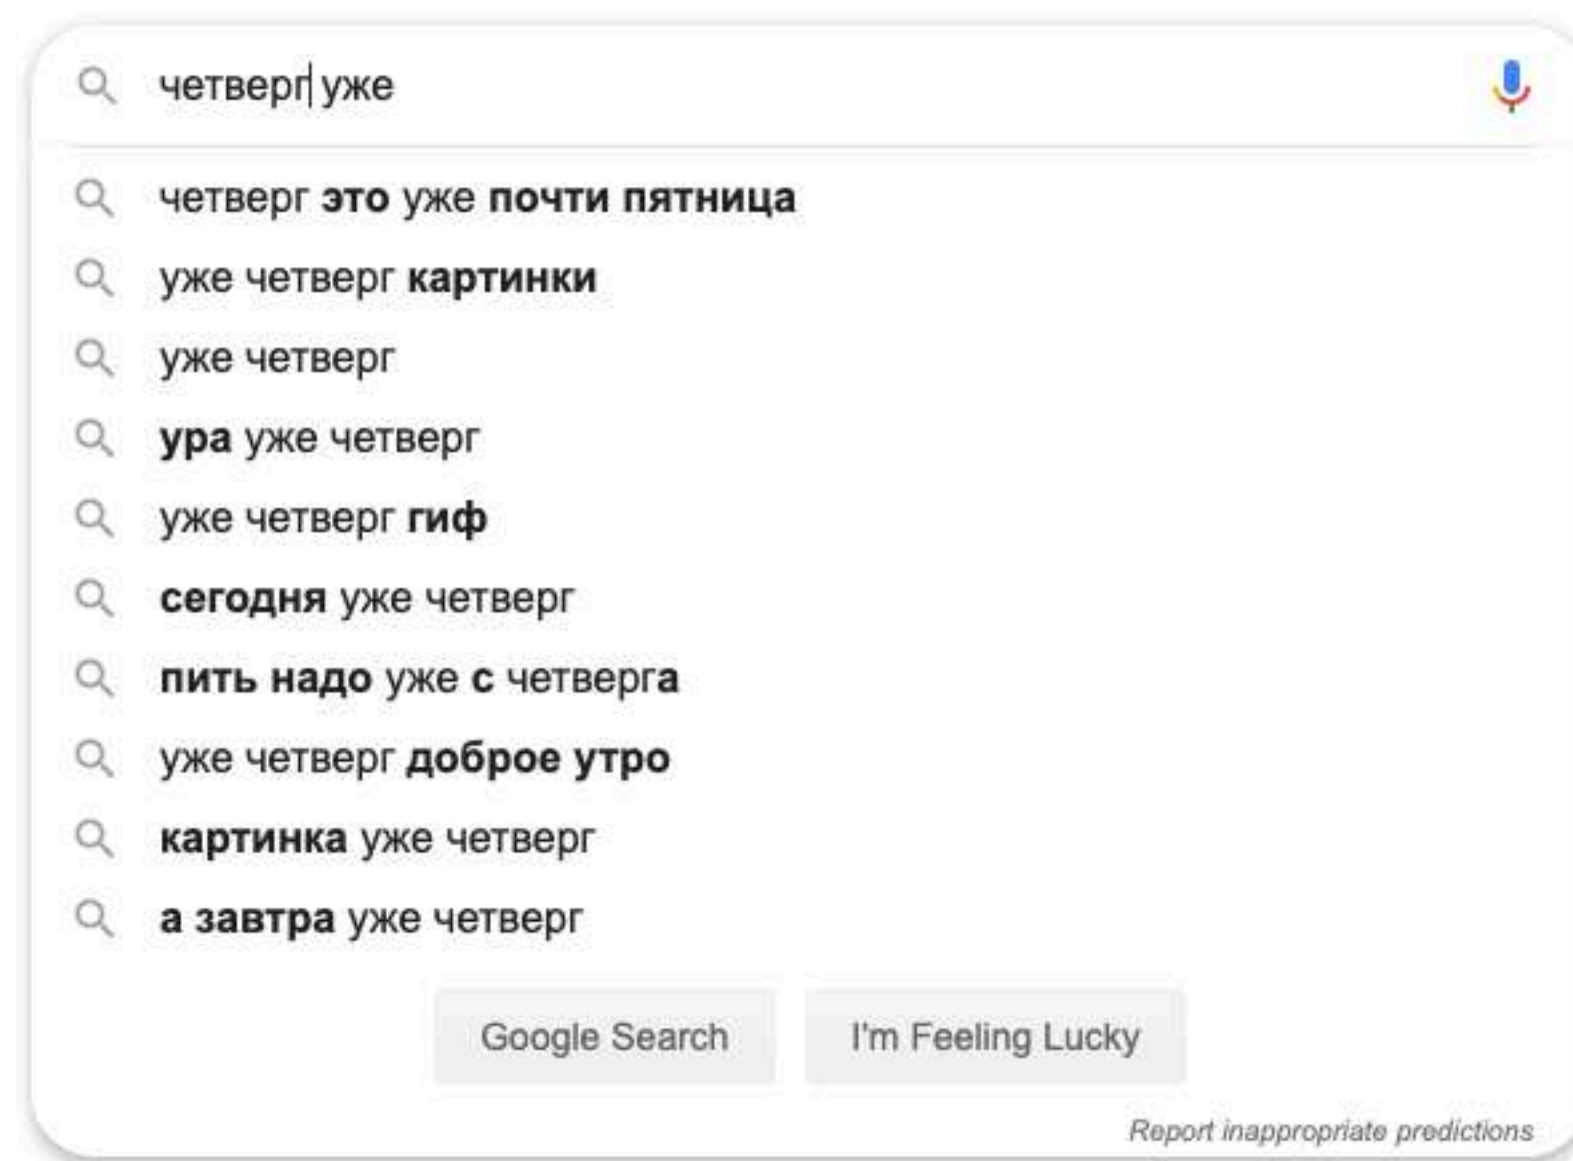 четверг уже
четверг это уже почти пятница
уже четверг картинки
уже четверг
ура уже четверг
уже четверг гиф
сегодня уже четверг
пить надо уже с четверга
уже четверг доброе утро
картинка уже четверг
а завтра уже четверг
Google Search I'm Feeling Lucky
Report inappropriate predictions